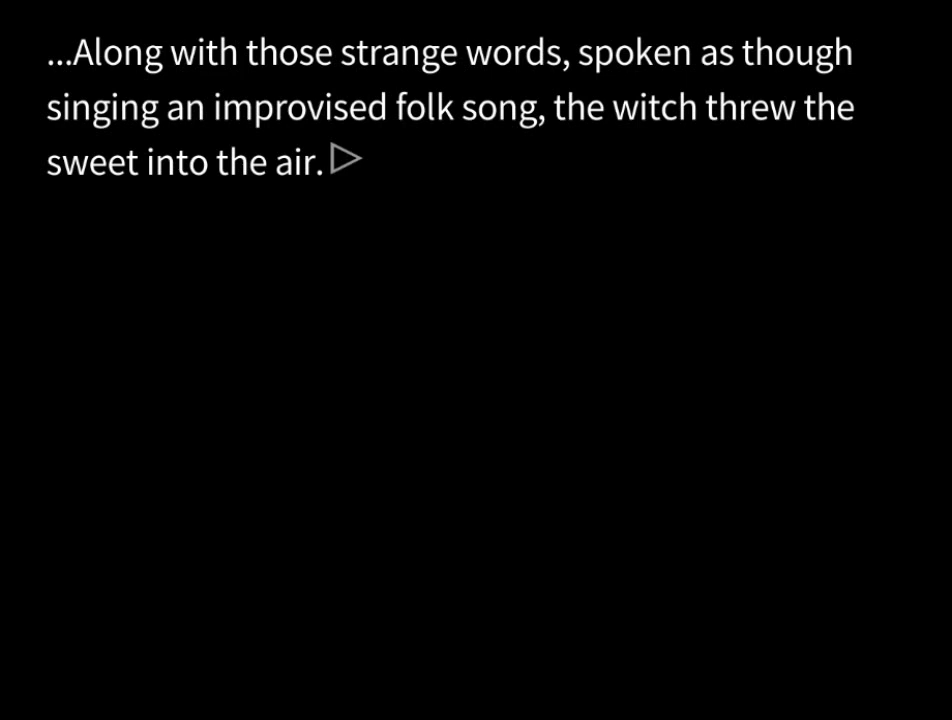 ...Along with those strange words, spoken as though
singing an improvised folk song, the witch threw the
sweet into the air.